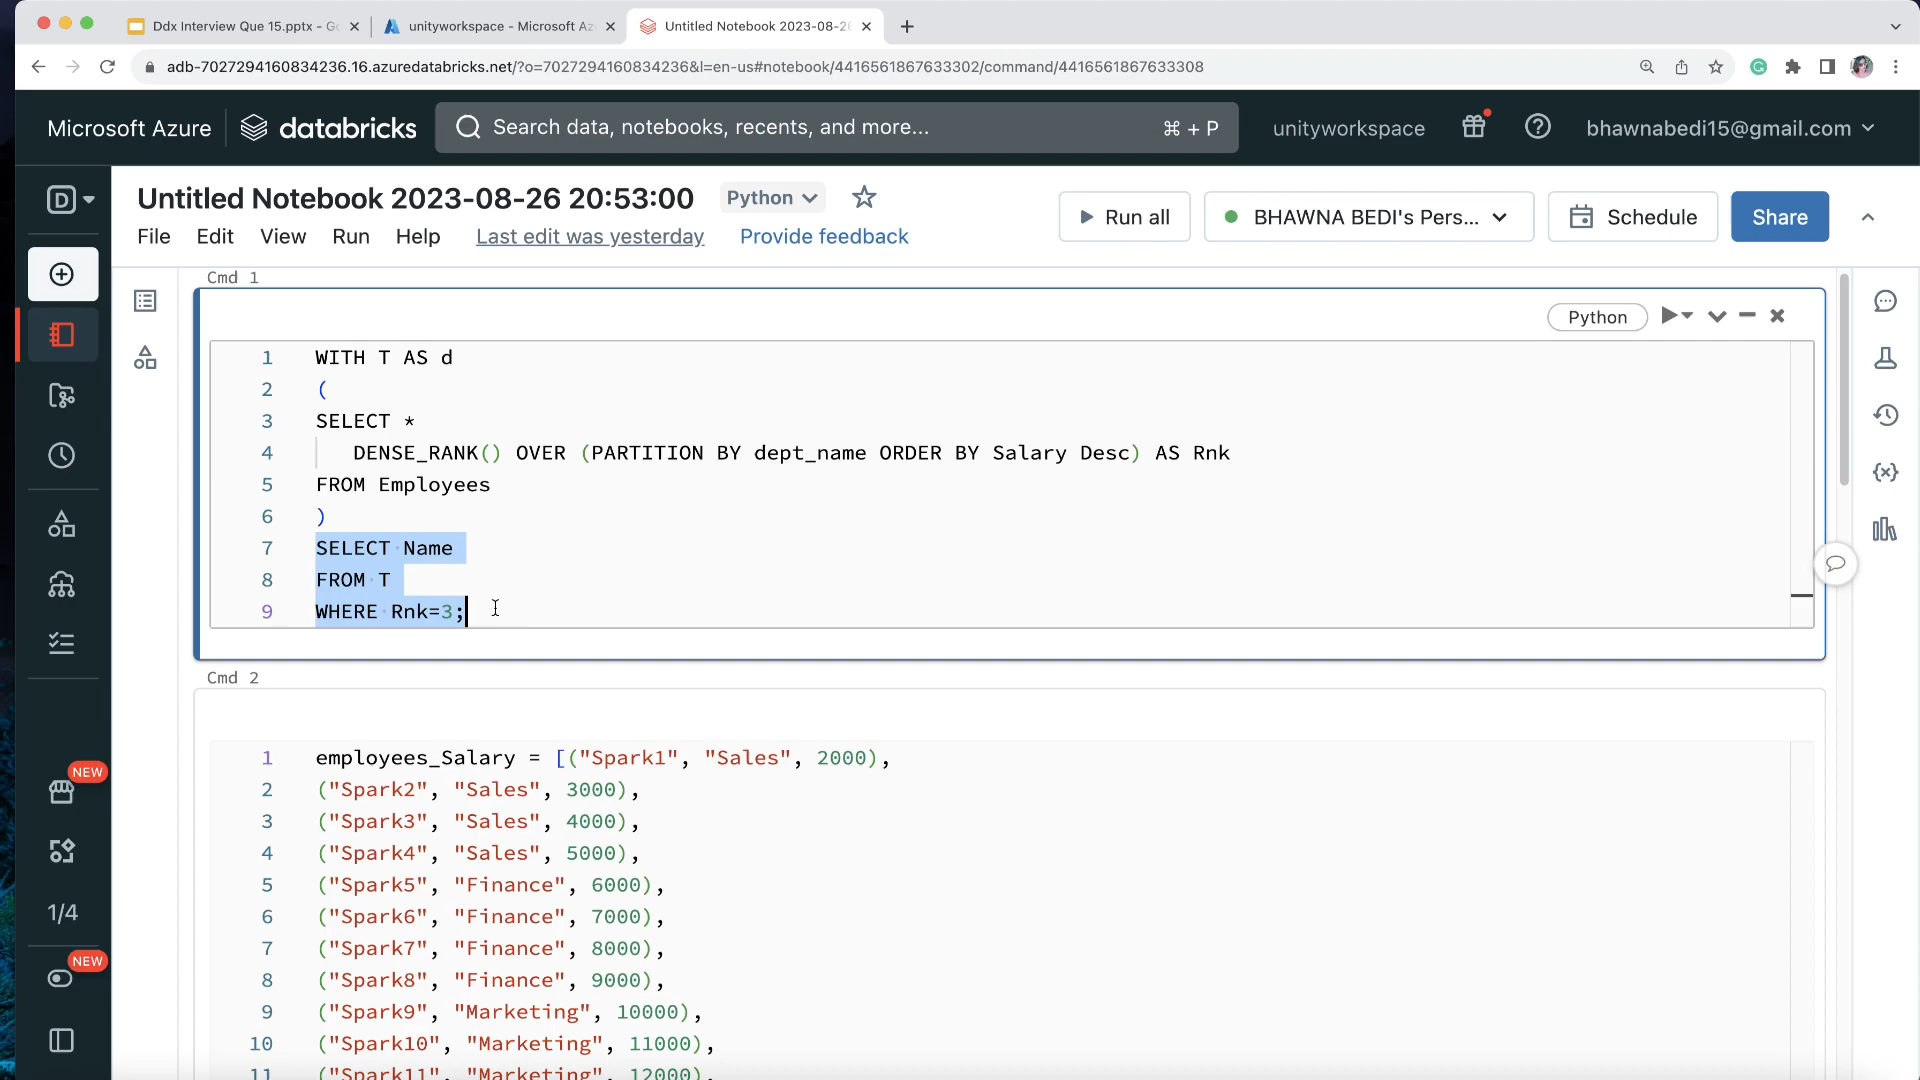 Ddx Interview Que 15.pptx - Go
unityworkspace - Microsoft Az
Untitled Notebook 2023-08-26
adb-7027294160834236.16.azuredatabricks.net/?o=7027294160834236&l=en-us#notebook/4416561867633302/command/4416561867633308
Microsoft Azure
databricks
Search data, notebooks, recents, and more...
⌘ + P
unityworkspace
bhawnabedi15@gmail.com
D
Untitled Notebook 2023-08-26 20:53:00
Python
File Edit View Run Help
Last edit was yesterday
Provide feedback
Run all
BHAWNA BEDI's Pers...
Schedule
Share
Cmd 1
Python
1 WITH T AS d
2 (
3 SELECT *
4 DENSE_RANK() OVER (PARTITION BY dept_name ORDER BY Salary Desc) AS Rnk
5 FROM Employees
6 )
7 SELECT Name
8 FROM T
9 WHERE Rnk=3;
Cmd 2
1 employees_Salary = [("Spark1", "Sales", 2000),
2 ("Spark2", "Sales", 3000),
3 ("Spark3", "Sales", 4000),
4 ("Spark4", "Sales", 5000),
5 ("Spark5", "Finance", 6000),
6 ("Spark6", "Finance", 7000),
7 ("Spark7", "Finance", 8000),
8 ("Spark8", "Finance", 9000),
9 ("Spark9", "Marketing", 10000),
10 ("Spark10", "Marketing", 11000),
11 ("Spark11", "Marketing", 12000),
NEW
1/4
NEW